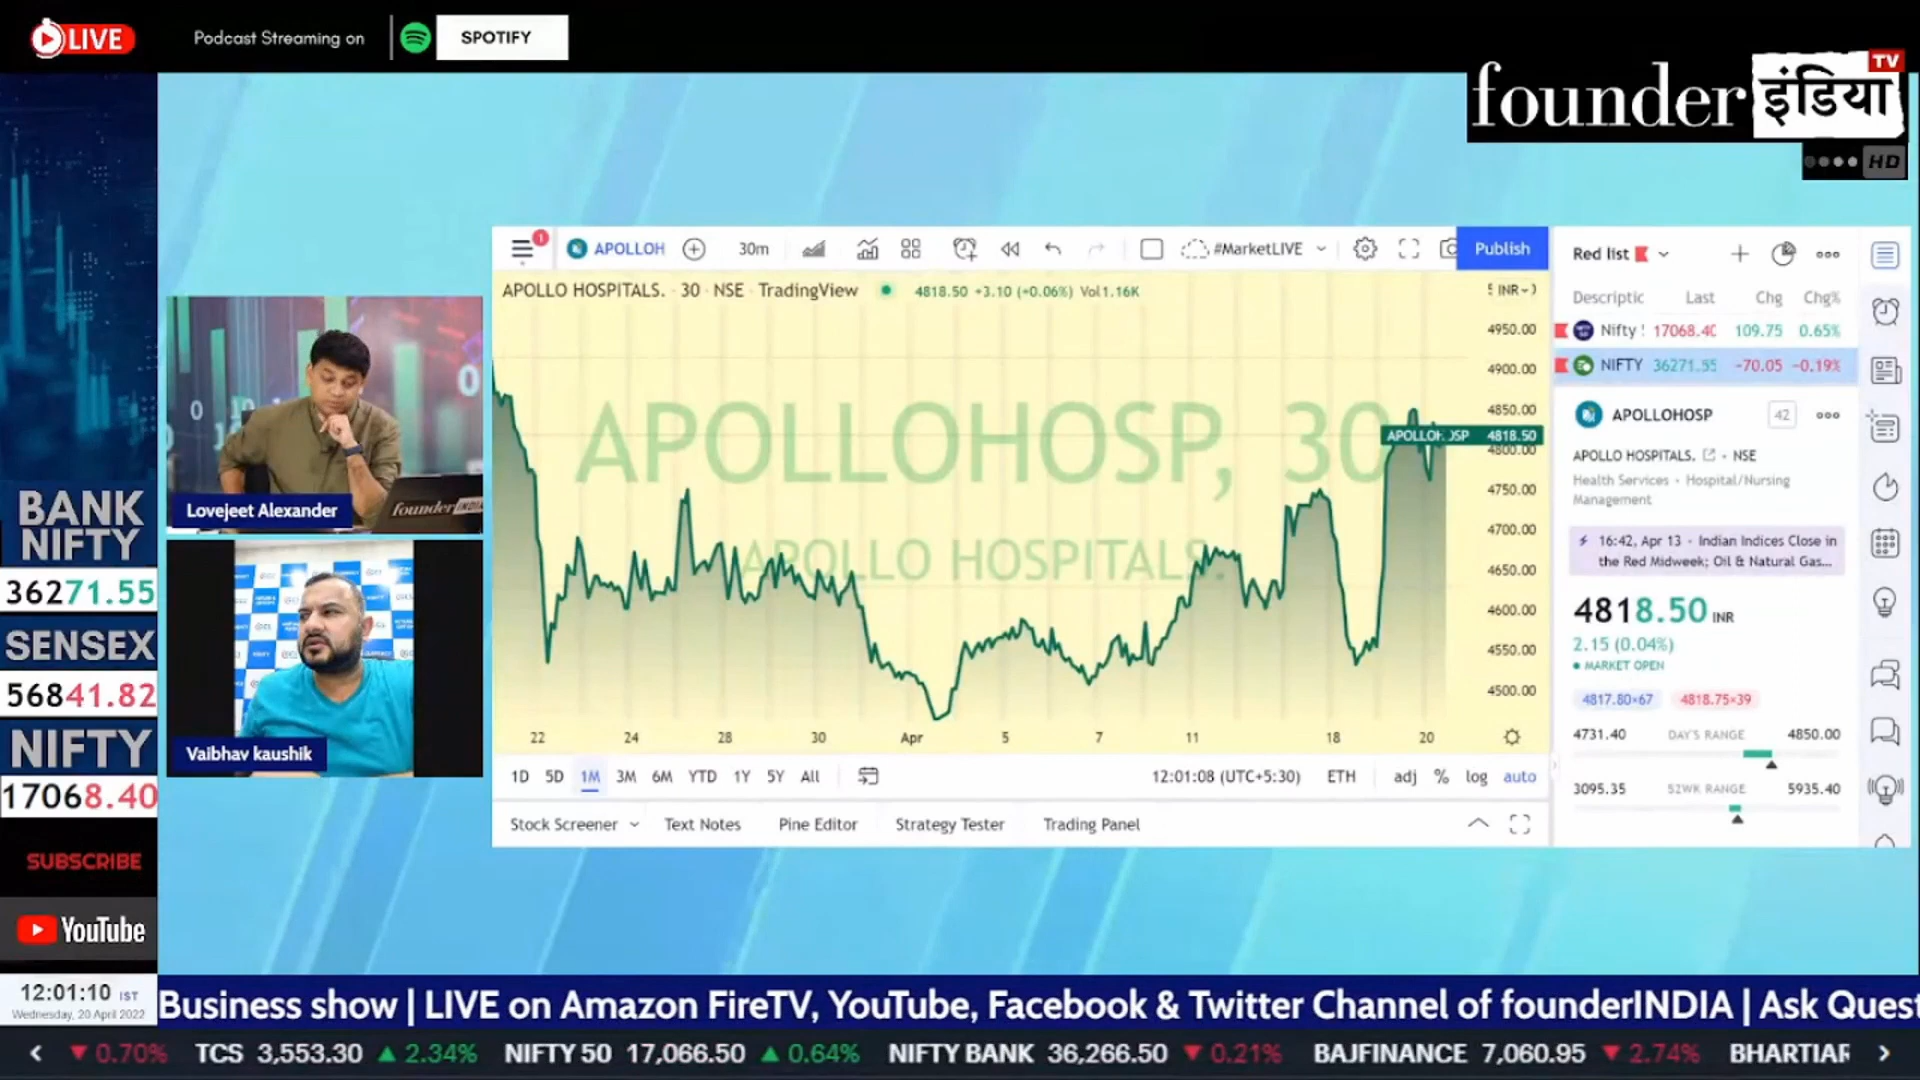 LIVE
Podcast Streaming on
SPOTIFY
founder इंडिया TV
HD
BANK
NIFTY
36271.55
SENSEX
56841.82
NIFTY
17068.40
SUBSCRIBE
YouTube
12:01:10 IST
Wednesday, 20 April 2022
Lovejeet Alexander
founder INDIA
Vaibhav kaushik
1
APOLLOH
30m
#MarketLIVE
Publish
APOLLO HOSPITALS. · 30 · NSE · TradingView
4818.50 +3.10 (+0.06%) Vol1.16K
INR
4950.00
4900.00
4850.00
4818.50
4800.00
4750.00
4700.00
4650.00
4600.00
4550.00
4500.00
APOLLOHOSP, 30
APOLLO HOSPITALS.
22 24 28 30 Apr 5 7 11 18 20
1D 5D 1M 3M 6M YTD 1Y 5Y All
12:01:08 (UTC+5:30) ETH adj % log auto
Stock Screener Text Notes Pine Editor Strategy Tester Trading Panel
Red list
Descriptic Last Chg Chg%
Nifty 17068.40 109.75 0.65%
NIFTY 36271.55 -70.05 -0.19%
APOLLOHOSP 42
APOLLO HOSPITALS. · NSE
Health Services · Hospital/Nursing
Management
16:42, Apr 13 · Indian Indices Close in
the Red Midweek; Oil & Natural Gas...
4818.50 INR
2.15 (0.04%)
MARKET OPEN
4817.80×67 4818.75×39
4731.40 DAY'S RANGE 4850.00
3095.35 52WK RANGE 5935.40
Business show | LIVE on Amazon FireTV, YouTube, Facebook & Twitter Channel of founderINDIA | Ask Quest
▼ 0.70% TCS 3,553.30 ▲ 2.34% NIFTY 50 17,066.50 ▲ 0.64% NIFTY BANK 36,266.50 ▼ 0.21% BAJFINANCE 7,060.95 ▼ 2.74% BHARTIAR